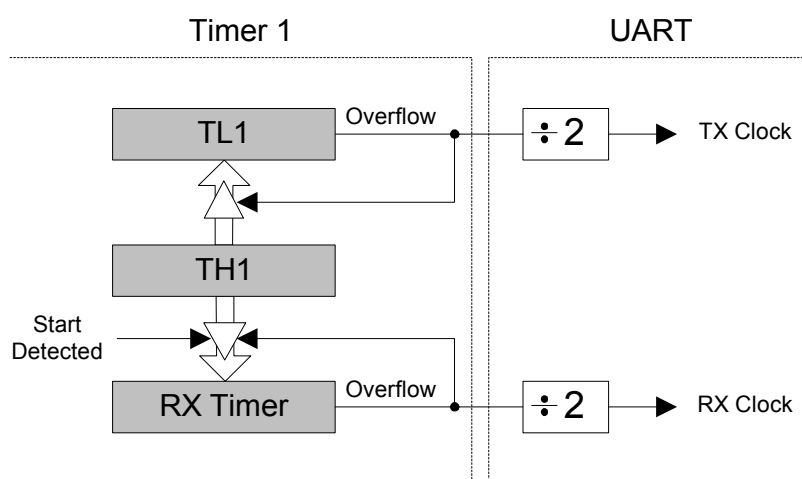 Timer 1
UART
TL1
Overflow
÷2
TX Clock
TH1
Start
Detected
RX Timer
Overflow
÷2
RX Clock